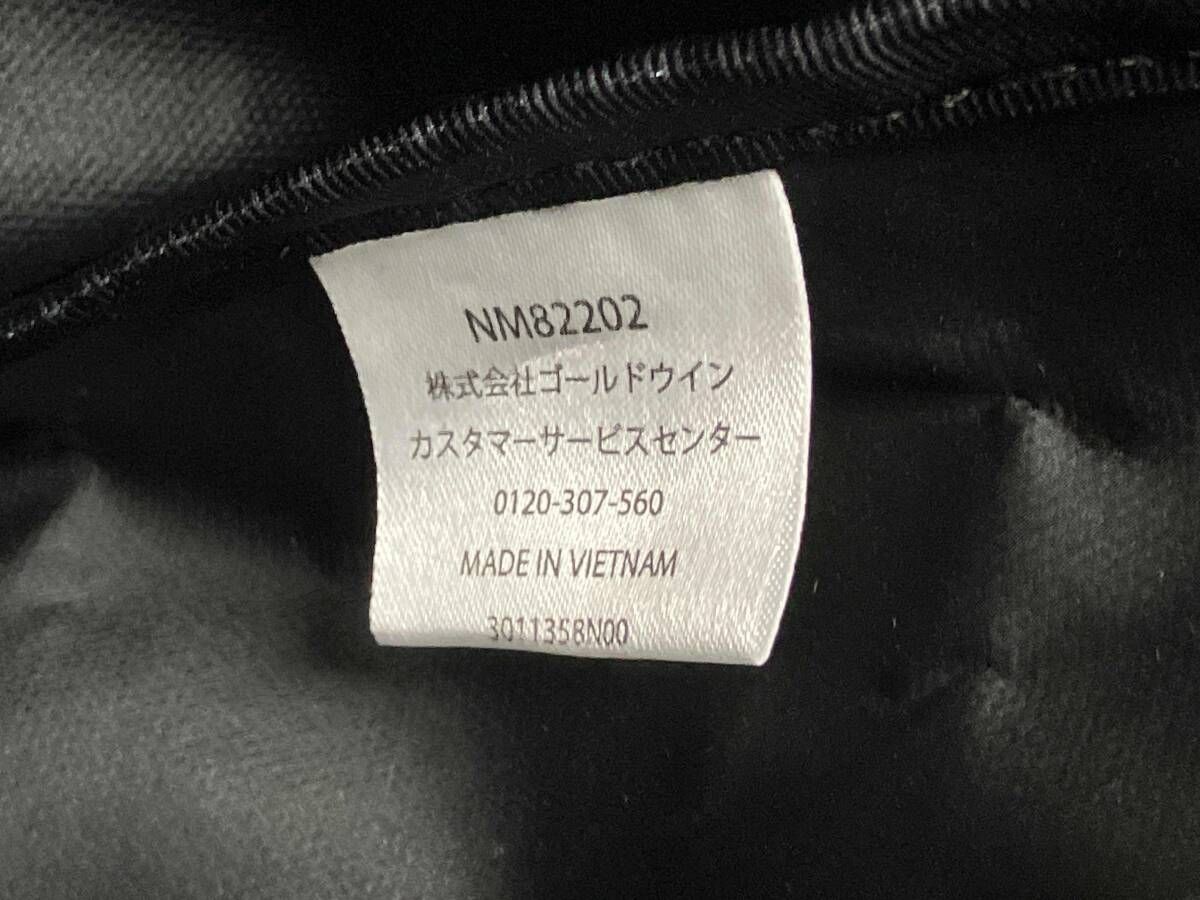 NM82202
株式会社ゴールドウイン
カスタマーサービスセンター
0120-307-560
MADE IN VIETNAM
3011358N00